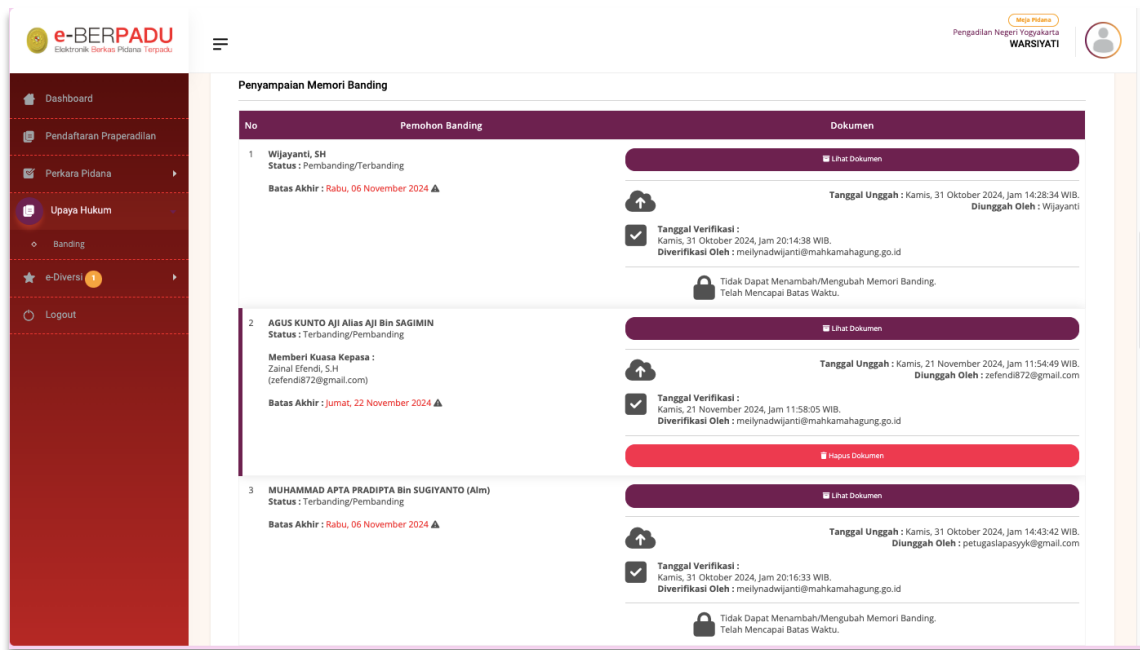 e-BERPADU
Elektronik Berkas Pidana Terpadu
Meja Pidana
Pengadilan Negeri Yogyakarta
WARSIYATI
Dashboard
Pendaftaran Praperadilan
Perkara Pidana
Upaya Hukum
Banding
e-Diversi 1
Logout
Penyampaian Memori Banding
No Pemohon Banding Dokumen
1 Wijayanti, SH
Status : Pembanding/Terbanding
Batas Akhir : Rabu, 06 November 2024
Lihat Dokumen
Tanggal Unggah : Kamis, 31 Oktober 2024, Jam 14:28:34 WIB.
Diunggah Oleh : Wijayanti
Tanggal Verifikasi :
Kamis, 31 Oktober 2024, Jam 20:14:38 WIB.
Diverifikasi Oleh : meilynadwijanti@mahkamahagung.go.id
Tidak Dapat Menambah/Mengubah Memori Banding.
Telah Mencapai Batas Waktu.
2 AGUS KUNTO AJI Alias AJI Bin SAGIMIN
Status : Terbanding/Pembanding
Memberi Kuasa Kepasa :
Zainal Efendi, S.H
(zefendi872@gmail.com)
Batas Akhir : Jumat, 22 November 2024
Lihat Dokumen
Tanggal Unggah : Kamis, 21 November 2024, Jam 11:54:49 WIB.
Diunggah Oleh : zefendi872@gmail.com
Tanggal Verifikasi :
Kamis, 21 November 2024, Jam 11:58:05 WIB.
Diverifikasi Oleh : meilynadwijanti@mahkamahagung.go.id
Hapus Dokumen
3 MUHAMMAD APTA PRADIPTA Bin SUGIYANTO (Alm)
Status : Terbanding/Pembanding
Batas Akhir : Rabu, 06 November 2024
Lihat Dokumen
Tanggal Unggah : Kamis, 31 Oktober 2024, Jam 14:43:42 WIB.
Diunggah Oleh : petugaslapasyyk@gmail.com
Tanggal Verifikasi :
Kamis, 31 Oktober 2024, Jam 20:16:33 WIB.
Diverifikasi Oleh : meilynadwijanti@mahkamahagung.go.id
Tidak Dapat Menambah/Mengubah Memori Banding.
Telah Mencapai Batas Waktu.